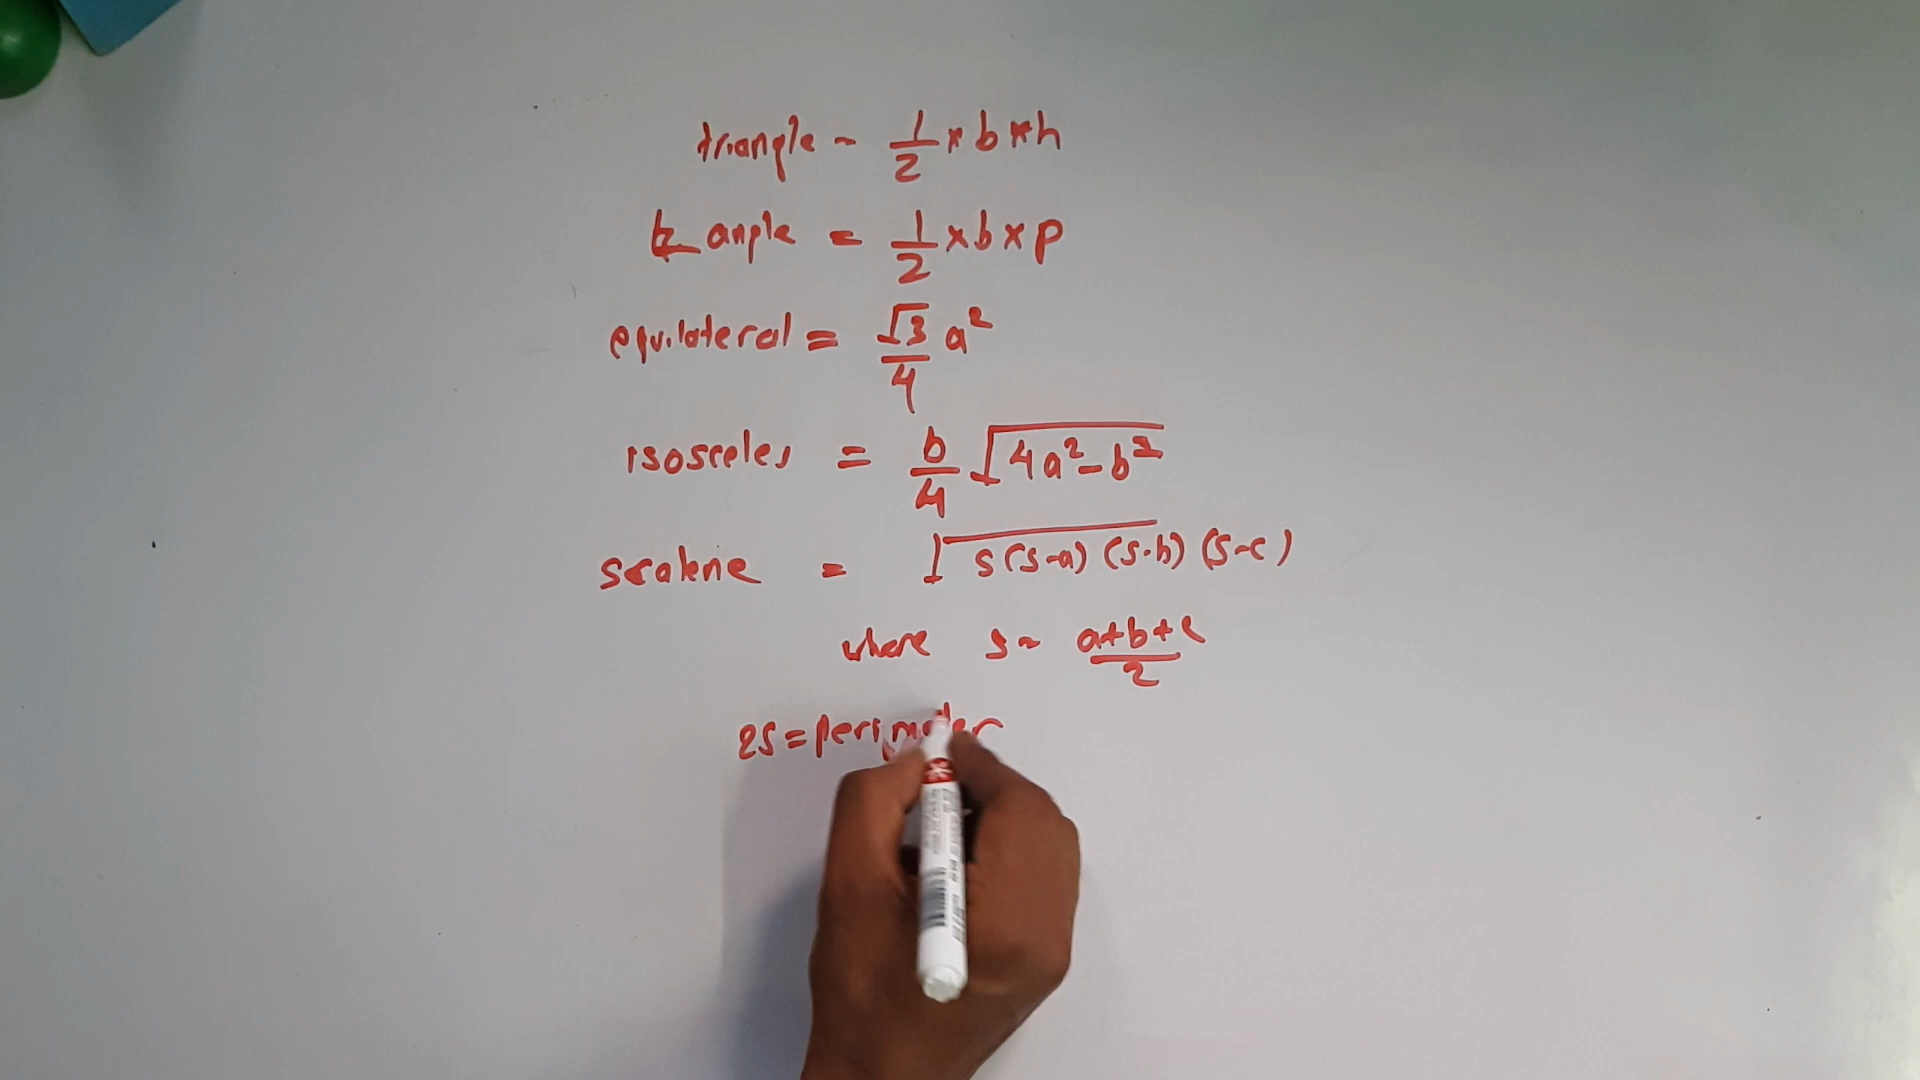 triangle = 1/2 × b × h
angle = 1/2 × b × p
equilateral = √3/4 a²
isosceles = b/4 √4a²-b²
scalene = √s(s-a) (s-b) (s-c)
where s = a+b+c/2
2s = perimeter